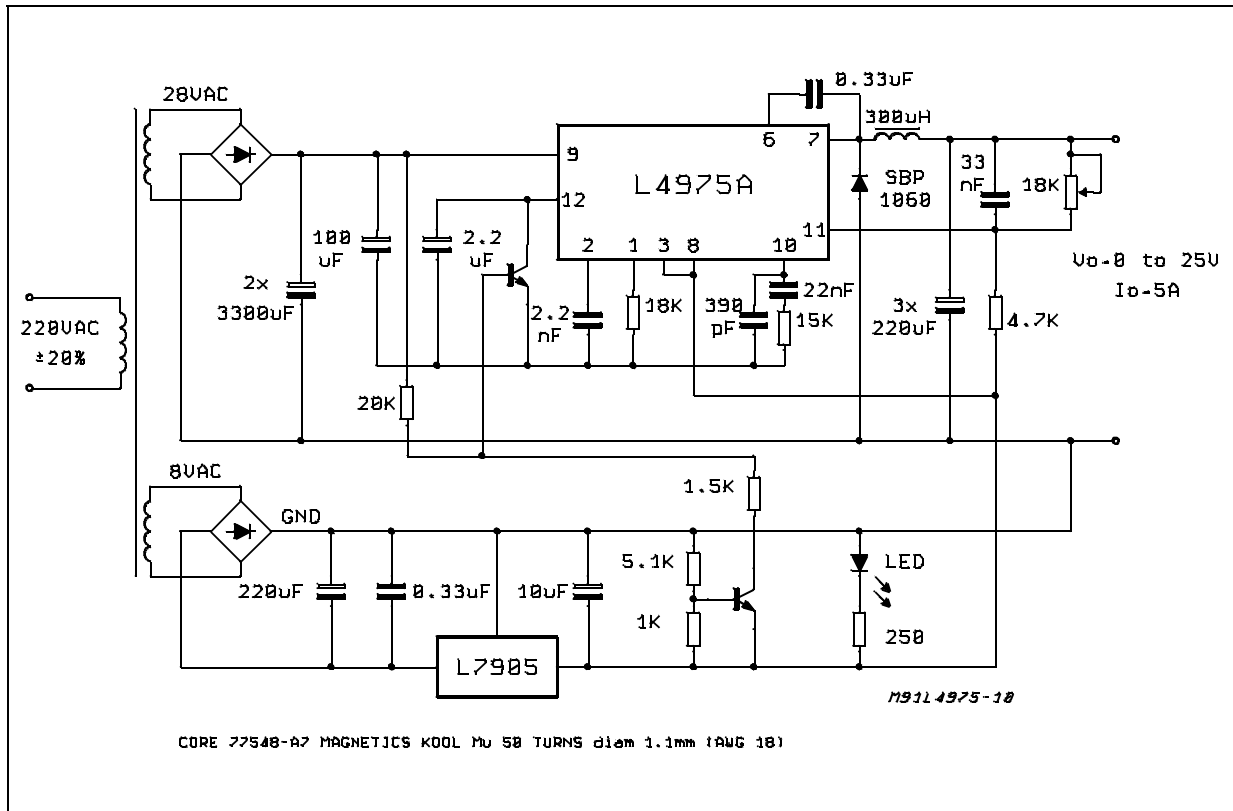 28VAC
0.33uF
300uH
6
7
9
L4975A
12
SBP
1060
33
nF
18K
11
100
uF
2.2
uF
2
1
3
8
10
Vo-0 to 25V
Io-5A
2x
3300uF
2.2
nF
18K
390
pF
22nF
15K
3x
220uF
4.7K
220VAC
±20%
20K
8VAC
1.5K
GND
220uF
0.33uF
10uF
5.1K
1K
LED
250
L7905
M91L4975-10
CORE 77548-A7 MAGNETICS KOOL Mu 50 TURNS diam 1.1mm (AWG 18)